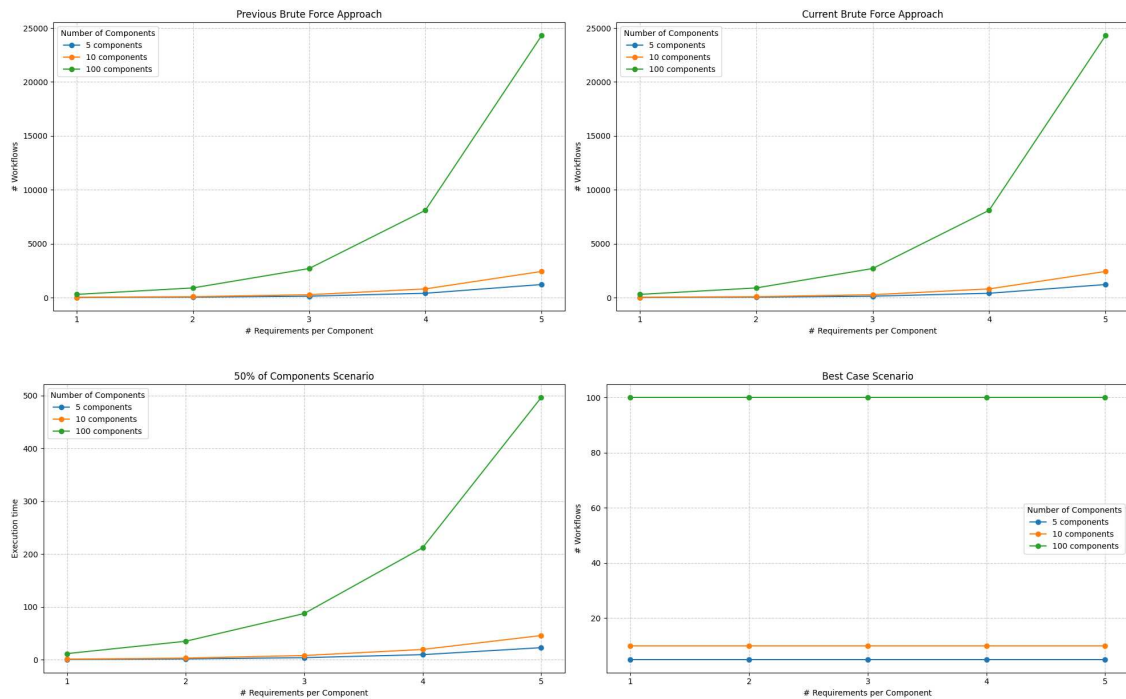 Previous Brute Force Approach
Number of Components
5 components
10 components
100 components
# Workflows
25000
20000
15000
10000
5000
0
1 2 3 4 5
# Requirements per Component
Current Brute Force Approach
Number of Components
5 components
10 components
100 components
# Workflows
25000
20000
15000
10000
5000
0
1 2 3 4 5
# Requirements per Component
50% of Components Scenario
Number of Components
5 components
10 components
100 components
Execution time
500
400
300
200
100
0
1 2 3 4 5
# Requirements per Component
Best Case Scenario
Number of Components
5 components
10 components
100 components
# Workflows
100
80
60
40
20
1 2 3 4 5
# Requirements per Component